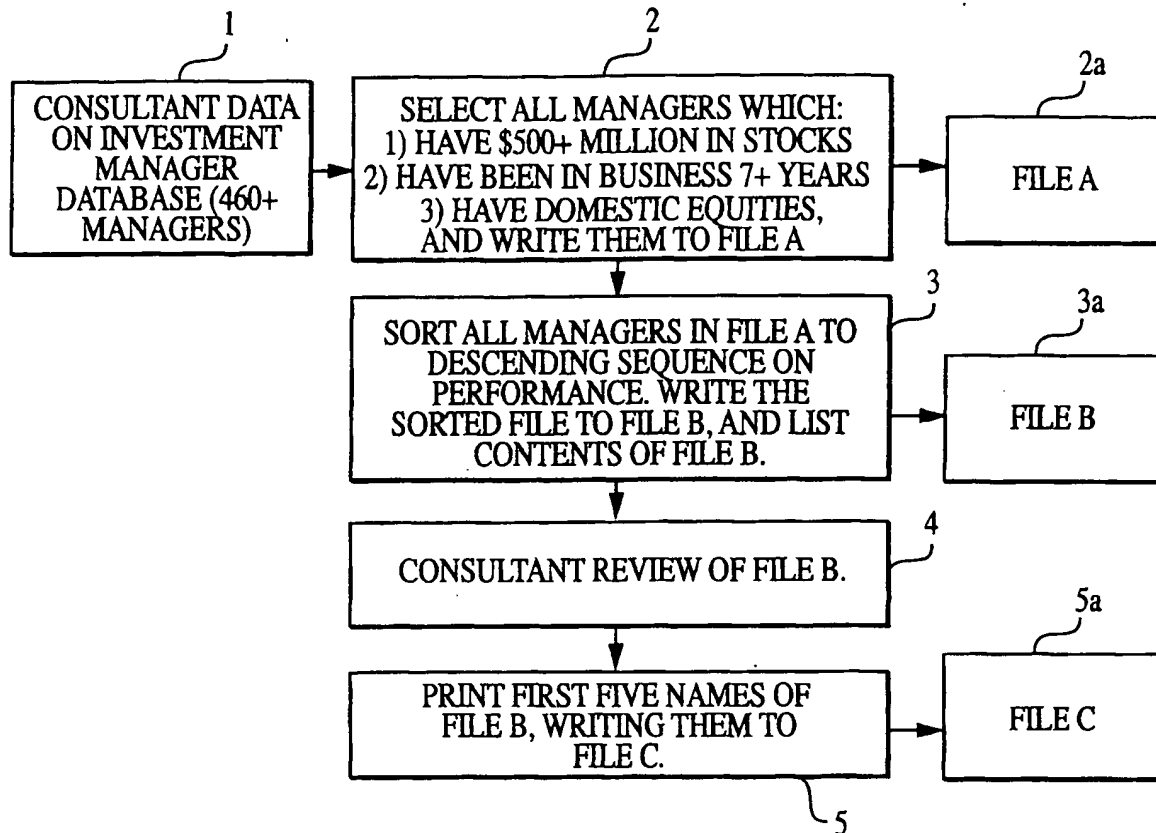 1
CONSULTANT DATA
ON INVESTMENT
MANAGER
DATABASE (460+
MANAGERS)
2
SELECT ALL MANAGERS WHICH:
1) HAVE $500+ MILLION IN STOCKS
2) HAVE BEEN IN BUSINESS 7+ YEARS
3) HAVE DOMESTIC EQUITIES,
AND WRITE THEM TO FILE A
2a
FILE A
3
SORT ALL MANAGERS IN FILE A TO
DESCENDING SEQUENCE ON
PERFORMANCE. WRITE THE
SORTED FILE TO FILE B, AND LIST
CONTENTS OF FILE B.
3a
FILE B
4
CONSULTANT REVIEW OF FILE B.
5
PRINT FIRST FIVE NAMES OF
FILE B, WRITING THEM TO
FILE C.
5a
FILE C